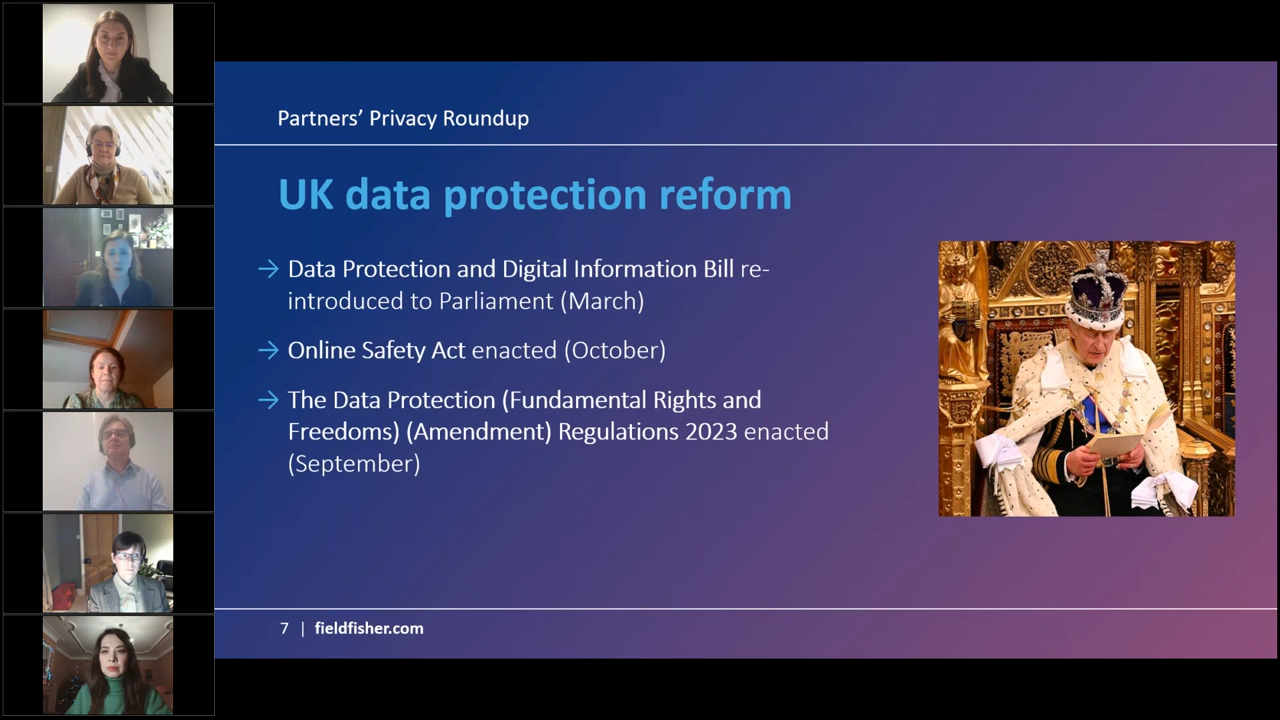 Partners’ Privacy Roundup
UK data protection reform
→ Data Protection and Digital Information Bill re-
introduced to Parliament (March)
→ Online Safety Act enacted (October)
→ The Data Protection (Fundamental Rights and
Freedoms) (Amendment) Regulations 2023 enacted
(September)
7 | fieldfisher.com